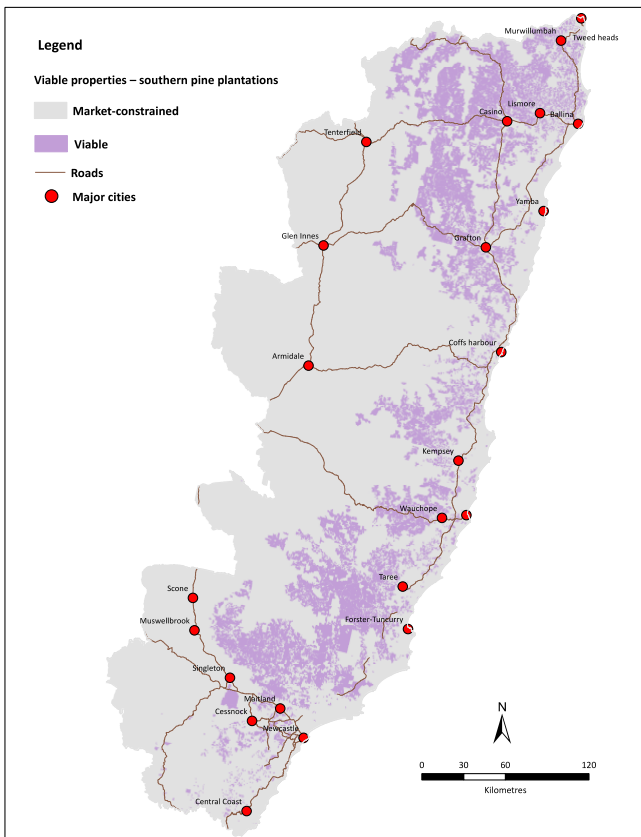 Legend
Viable properties – southern pine plantations
Market-constrained
Viable
Roads
Major cities
Murwillumbah
Tweed heads
Lismore
Casino
Ballina
Tenterfield
Yamba
Glen Innes
Grafton
Coffs harbour
Armidale
Kempsey
Wauchope
Taree
Scone
Forster-Tuncurry
Muswellbrook
Singleton
Maitland
Cessnock
Newcastle
Central Coast
N
0 30 60 120
Kilometres